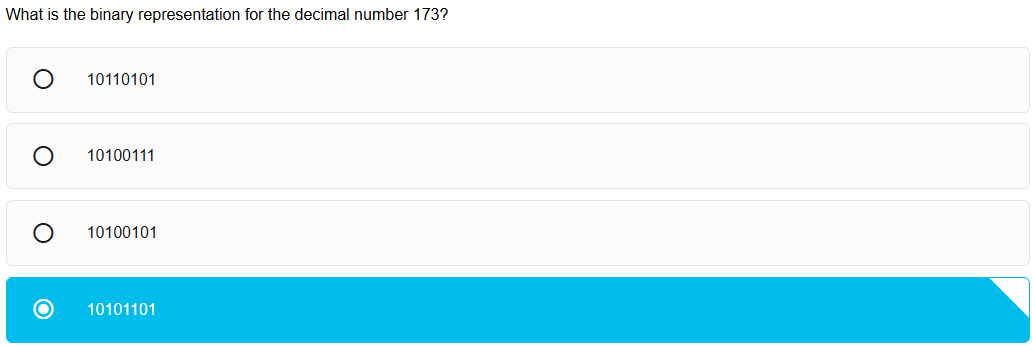 What is the binary representation for the decimal number 173?
10110101
10100111
10100101
10101101